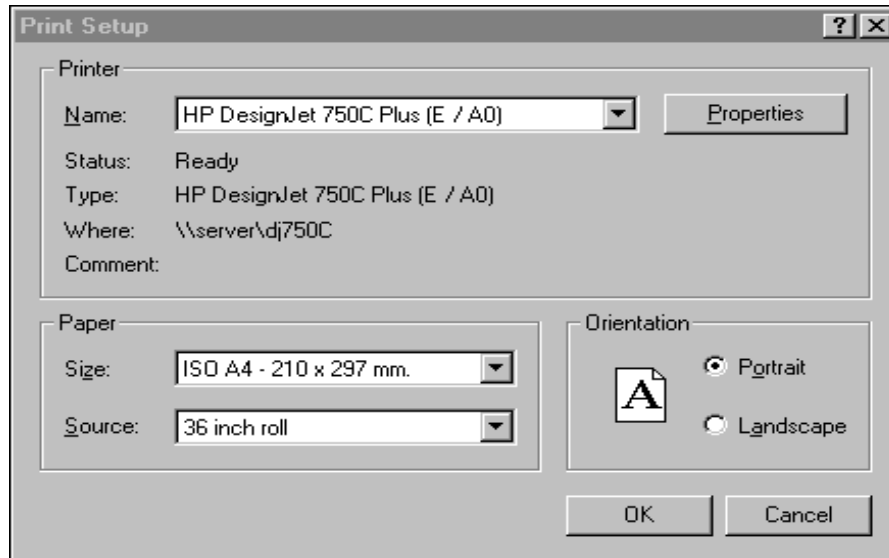 Print Setup
Printer
Name: HP DesignJet 750C Plus (E / A0) Properties
Status: Ready
Type: HP DesignJet 750C Plus (E / A0)
Where: \\server\dj750C
Comment:
Paper
Size: ISO A4 - 210 x 297 mm.
Source: 36 inch roll
Orientation
A
Portrait
Landscape
OK Cancel